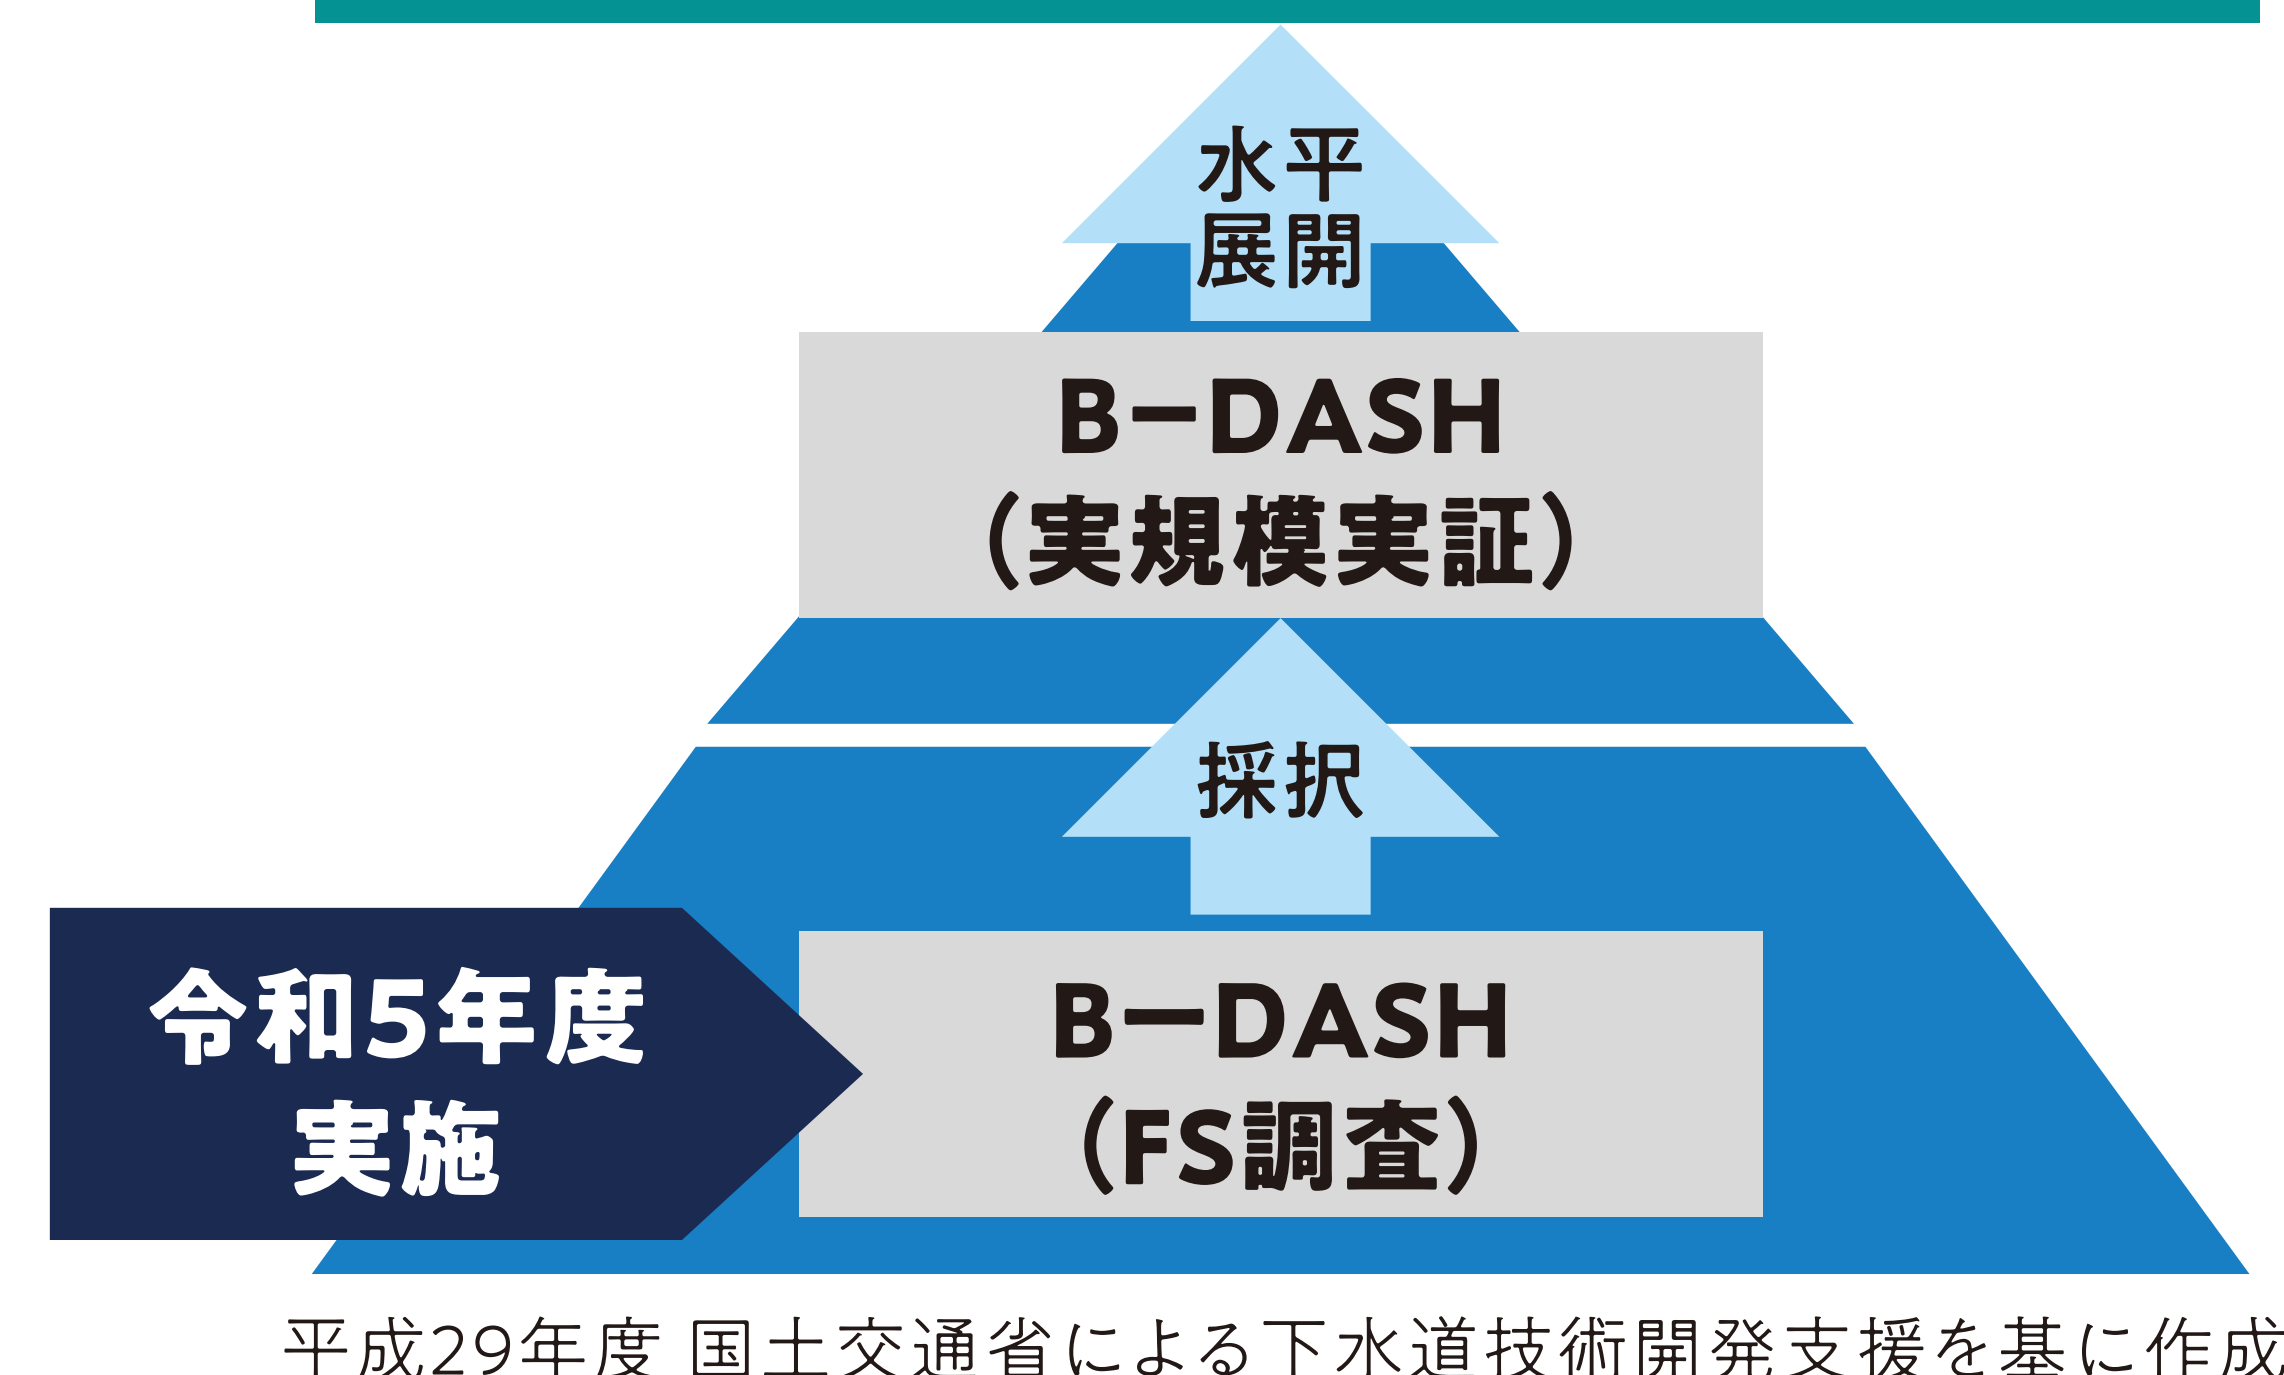 水平
展開
B−DASH
（実規模実証）
採択
令和5年度
実施
B−DASH
（FS調査）
平成29年度 国土交通省による下水道技術開発支援を基に作成